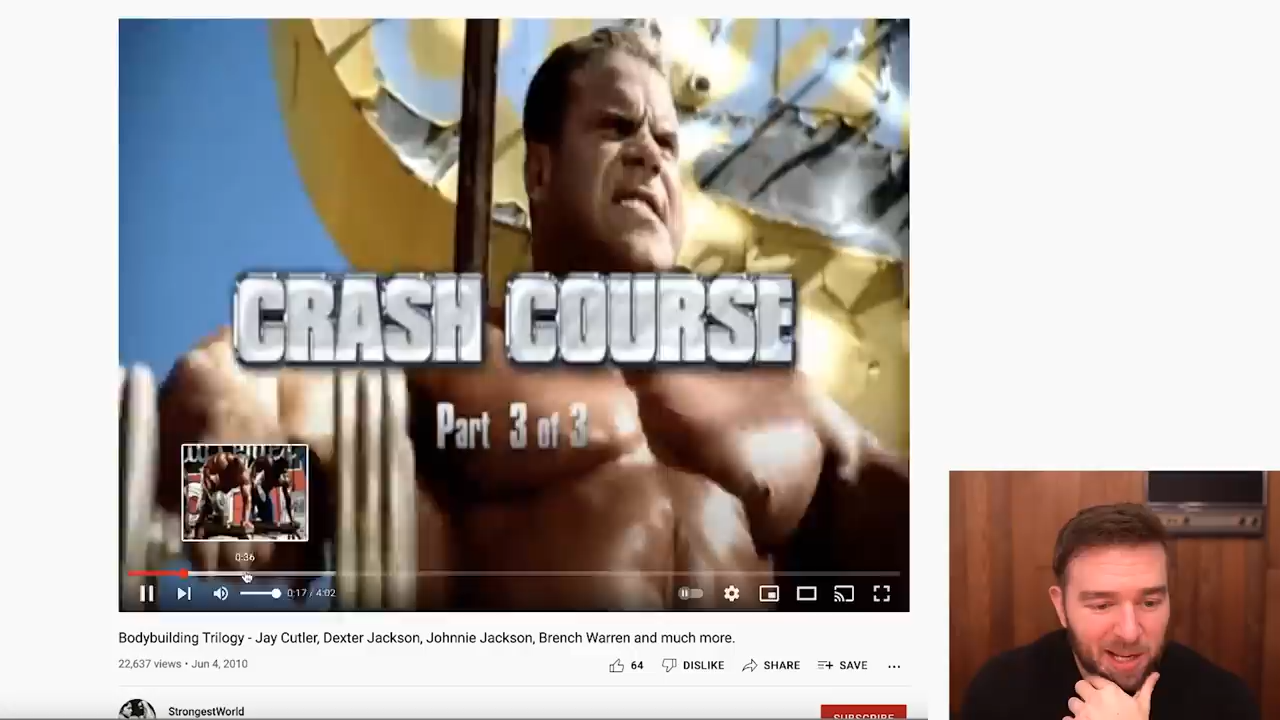 CRASH COURSE
Part 3 of 3
0:36
0:17 / 4:02
Bodybuilding Trilogy - Jay Cutler, Dexter Jackson, Johnnie Jackson, Brench Warren and much more.
22,637 views • Jun 4, 2010
64 DISLIKE SHARE SAVE
StrongestWorld
SUBSCRIBE